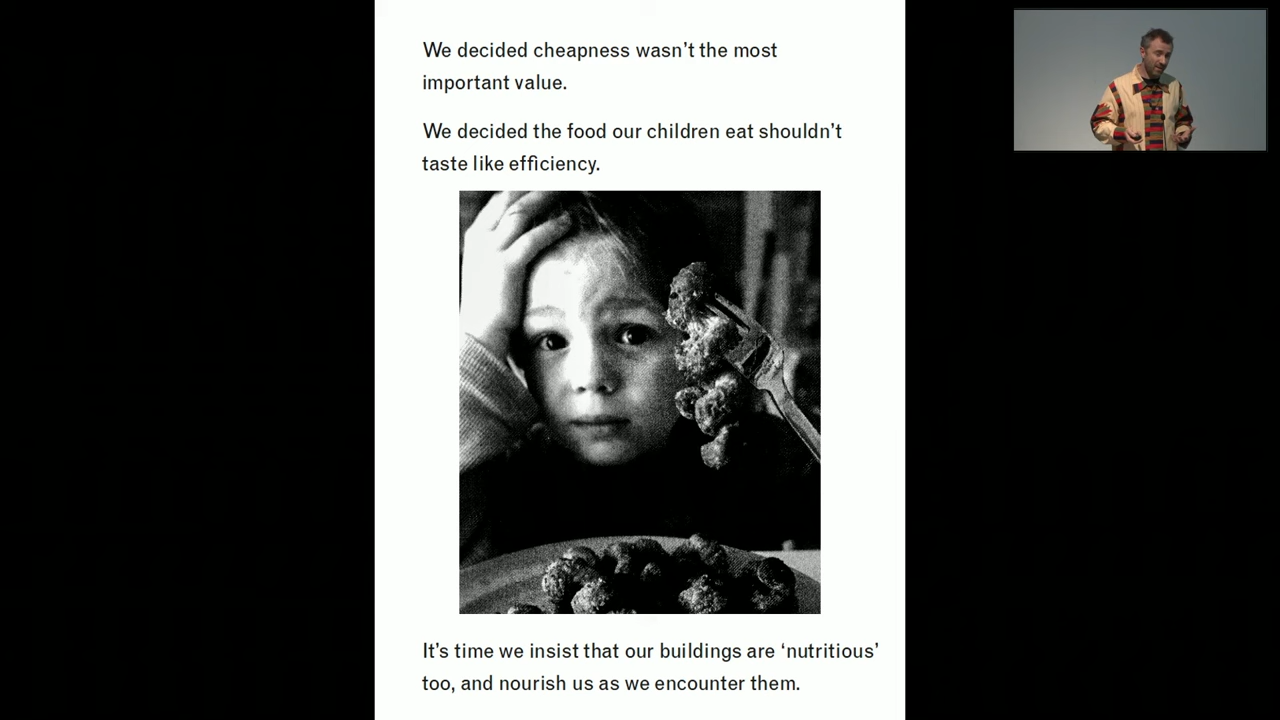 We decided cheapness wasn’t the most
important value.
We decided the food our children eat shouldn’t
taste like efficiency.
It’s time we insist that our buildings are ‘nutritious’
too, and nourish us as we encounter them.